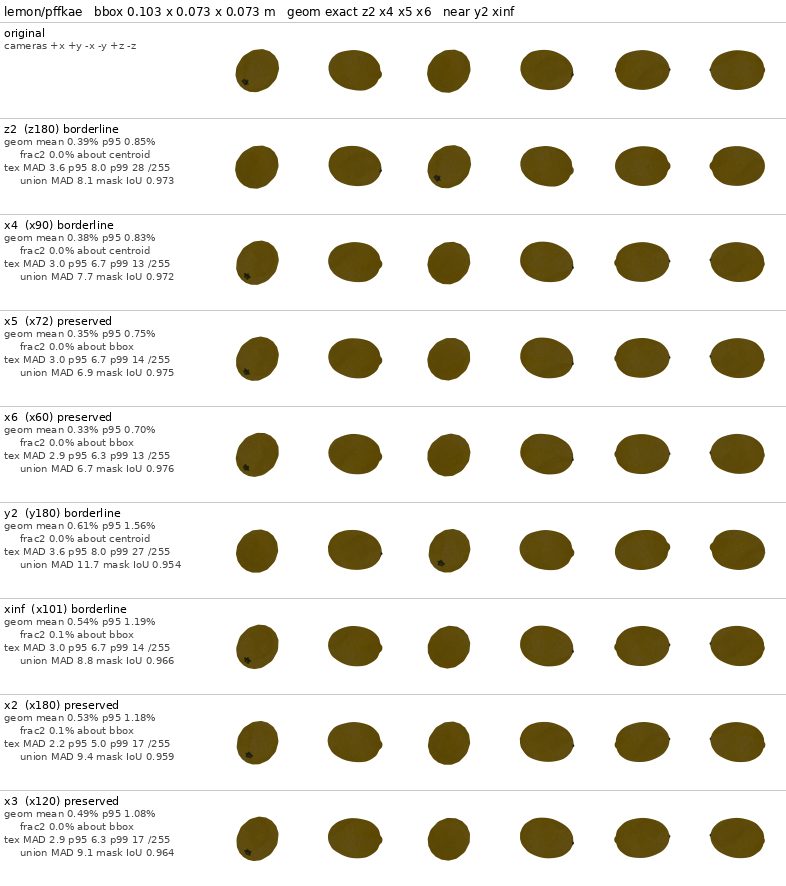 lemon/pffkae bbox 0.103 x 0.073 x 0.073 m geom exact z2 x4 x5 x6 near y2 xinf
original
cameras +x +y -x -y +z -z
z2 (z180) borderline
geom mean 0.39% p95 0.85%
frac2 0.0% about centroid
tex MAD 3.6 p95 8.0 p99 28 /255
union MAD 8.1 mask IoU 0.973
x4 (x90) borderline
geom mean 0.38% p95 0.83%
frac2 0.0% about centroid
tex MAD 3.0 p95 6.7 p99 13 /255
union MAD 7.7 mask IoU 0.972
x5 (x72) preserved
geom mean 0.35% p95 0.75%
frac2 0.0% about bbox
tex MAD 3.0 p95 6.7 p99 14 /255
union MAD 6.9 mask IoU 0.975
x6 (x60) preserved
geom mean 0.33% p95 0.70%
frac2 0.0% about bbox
tex MAD 2.9 p95 6.3 p99 13 /255
union MAD 6.7 mask IoU 0.976
y2 (y180) borderline
geom mean 0.61% p95 1.56%
frac2 0.0% about centroid
tex MAD 3.6 p95 8.0 p99 27 /255
union MAD 11.7 mask IoU 0.954
xinf (x101) borderline
geom mean 0.54% p95 1.19%
frac2 0.1% about bbox
tex MAD 3.0 p95 6.7 p99 14 /255
union MAD 8.8 mask IoU 0.966
x2 (x180) preserved
geom mean 0.53% p95 1.18%
frac2 0.1% about bbox
tex MAD 2.2 p95 5.0 p99 17 /255
union MAD 9.4 mask IoU 0.959
x3 (x120) preserved
geom mean 0.49% p95 1.08%
frac2 0.0% about bbox
tex MAD 2.9 p95 6.3 p99 17 /255
union MAD 9.1 mask IoU 0.964